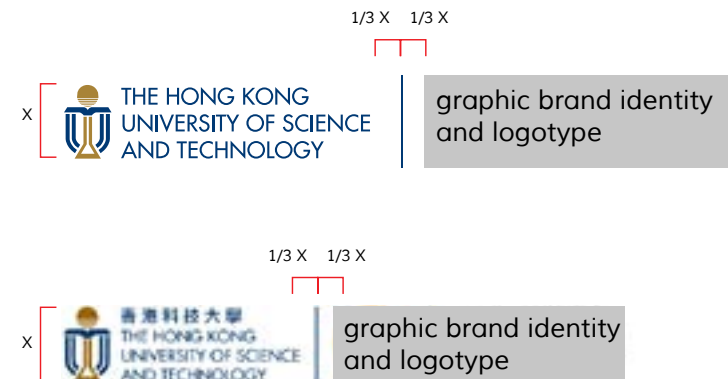 1/3 X 1/3 X
X
THE HONG KONG
UNIVERSITY OF SCIENCE
AND TECHNOLOGY
graphic brand identity
and logotype
1/3 X 1/3 X
X
香港科技大學
THE HONG KONG
UNIVERSITY OF SCIENCE
AND TECHNOLOGY
graphic brand identity
and logotype